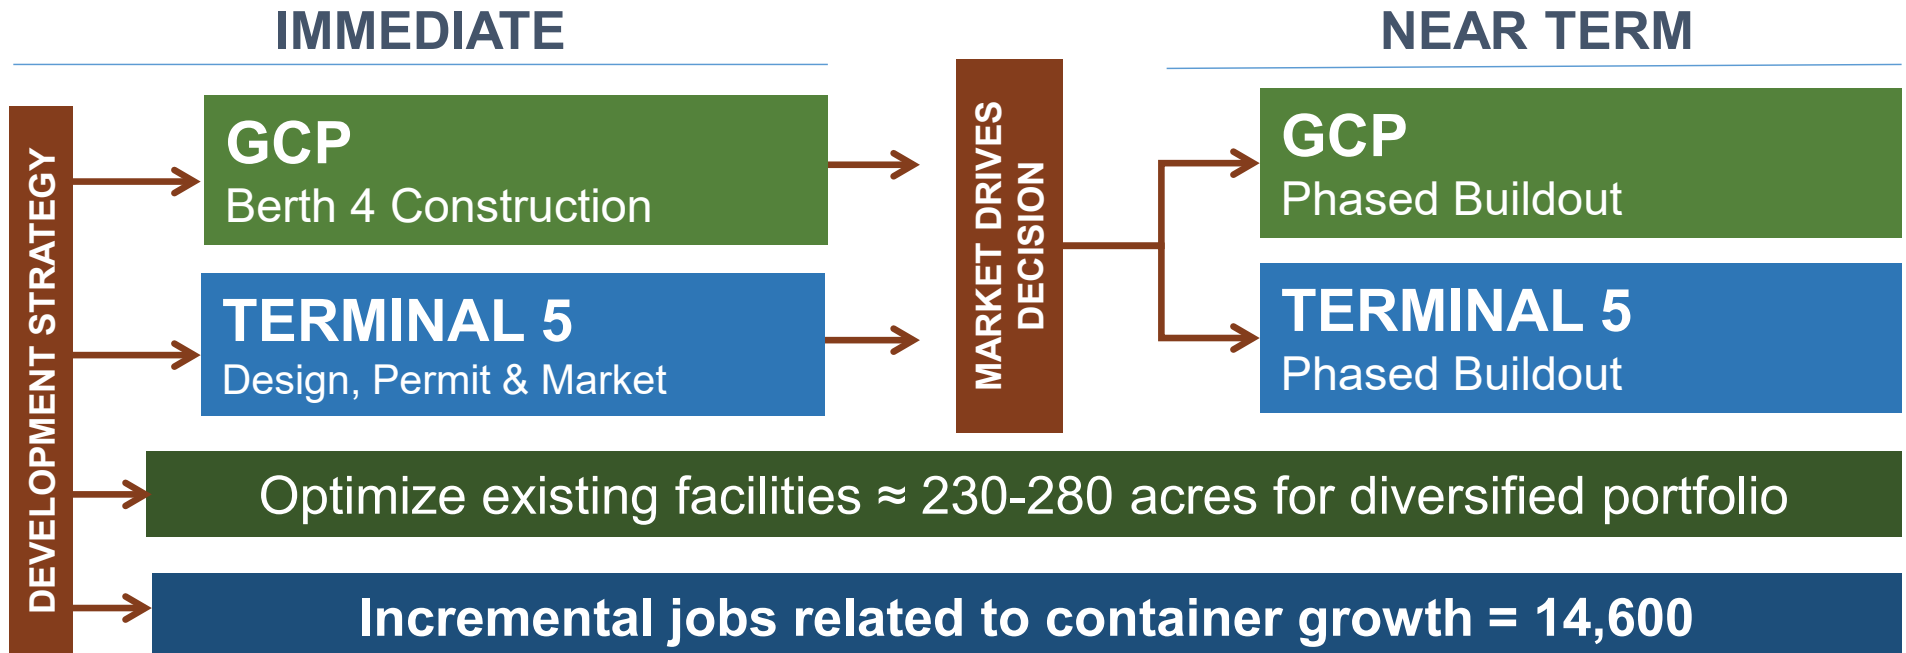 IMMEDIATE
NEAR TERM
DEVELOPMENT STRATEGY
GCP
Berth 4 Construction
TERMINAL 5
Design, Permit & Market
MARKET DRIVES
DECISION
GCP
Phased Buildout
TERMINAL 5
Phased Buildout
Optimize existing facilities ≈ 230-280 acres for diversified portfolio
Incremental jobs related to container growth = 14,600